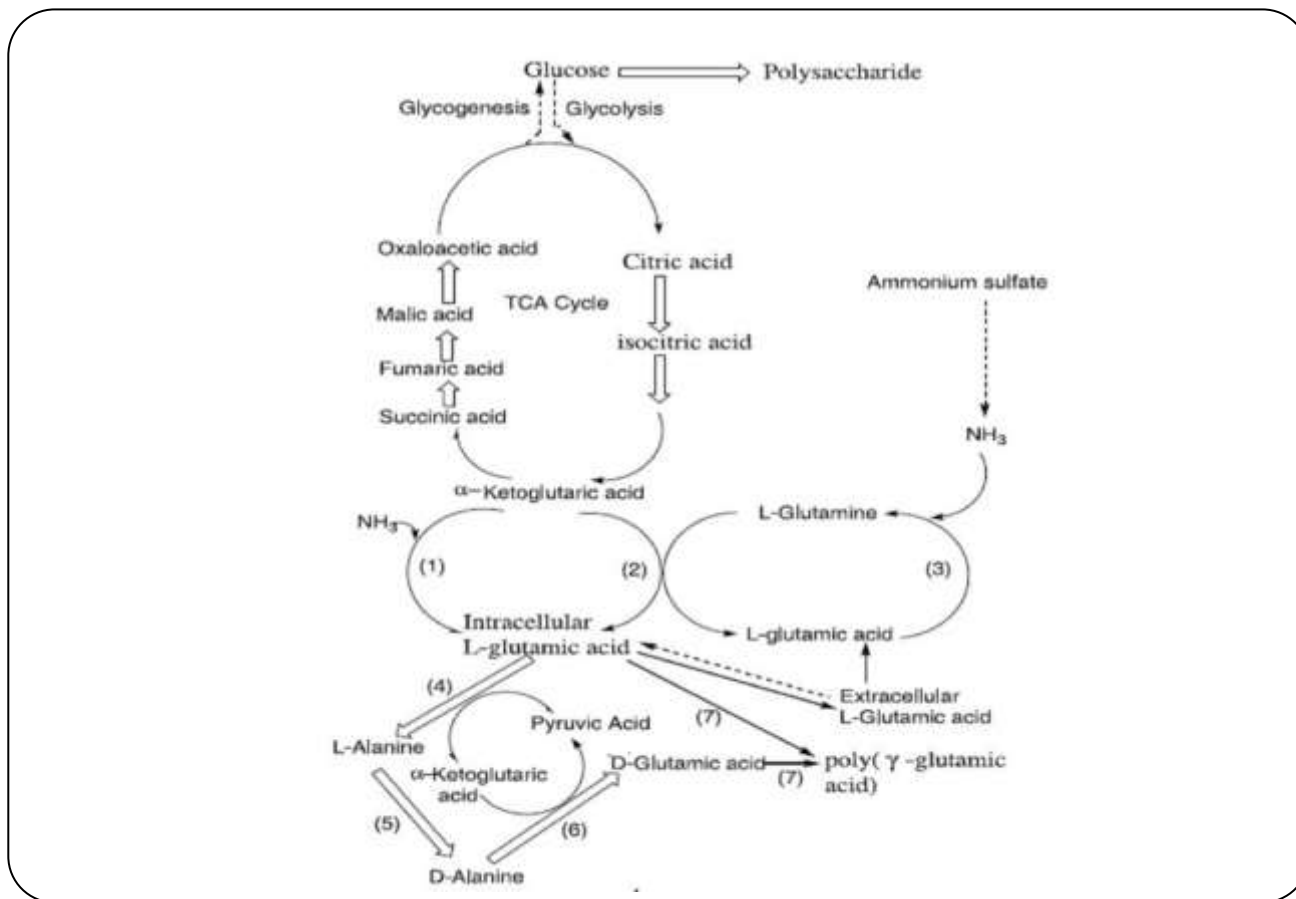 Glucose
Polysaccharide
Glycogenesis
Glycolysis
Oxaloacetic acid
Citric acid
Ammonium sulfate
Malic acid
TCA Cycle
isocitric acid
Fumaric acid
Succinic acid
NH3
α-Ketoglutaric acid
NH3
L-Glutamine
(1)
(2)
(3)
Intracellular
L-glutamic acid
L-glutamic acid
(4)
Extracellular
L-Glutamic acid
(7)
Pyruvic Acid
L-Alanine
α-Ketoglutaric
acid
D-Glutamic acid
(7)
poly( γ -glutamic
acid)
(5)
(6)
D-Alanine